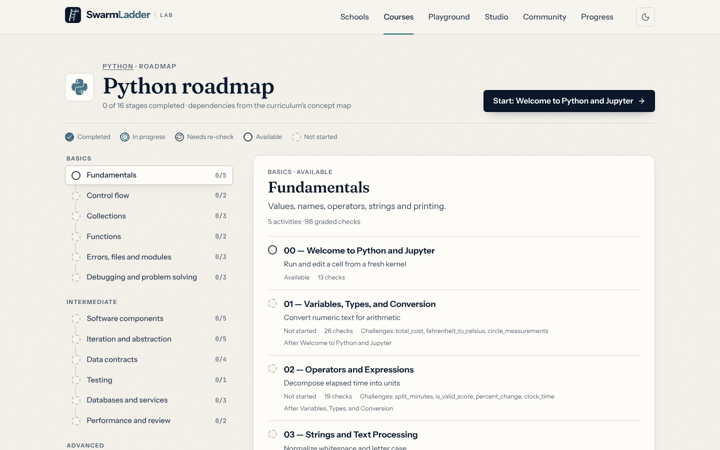 SwarmLadder | LAB
Schools Courses Playground Studio Community Progress
PYTHON · ROADMAP
Python roadmap
0 of 16 stages completed · dependencies from the curriculum's concept map
Start: Welcome to Python and Jupyter →
Completed In progress Needs re-check Available Not started
BASICS
Fundamentals 0/5
Control flow 0/2
Collections 0/3
Functions 0/2
Errors, files and modules 0/3
Debugging and problem solving 0/3
INTERMEDIATE
Software components 0/5
Iteration and abstraction 0/5
Data contracts 0/4
Testing 0/1
Databases and services 0/3
Performance and review 0/2
ADVANCED
BASICS · AVAILABLE
Fundamentals
Values, names, operators, strings and printing.
5 activities · 98 graded checks
00 — Welcome to Python and Jupyter
Run and edit a cell from a fresh kernel
Available 13 checks
01 — Variables, Types, and Conversion
Convert numeric text for arithmetic
Not started 26 checks Challenges: total_cost, fahrenheit_to_celsius, circle_measurements
After Welcome to Python and Jupyter
02 — Operators and Expressions
Decompose elapsed time into units
Not started 19 checks Challenges: split_minutes, is_valid_score, percent_change, clock_time
After Variables, Types, and Conversion
03 — Strings and Text Processing
Normalize whitespace and letter case